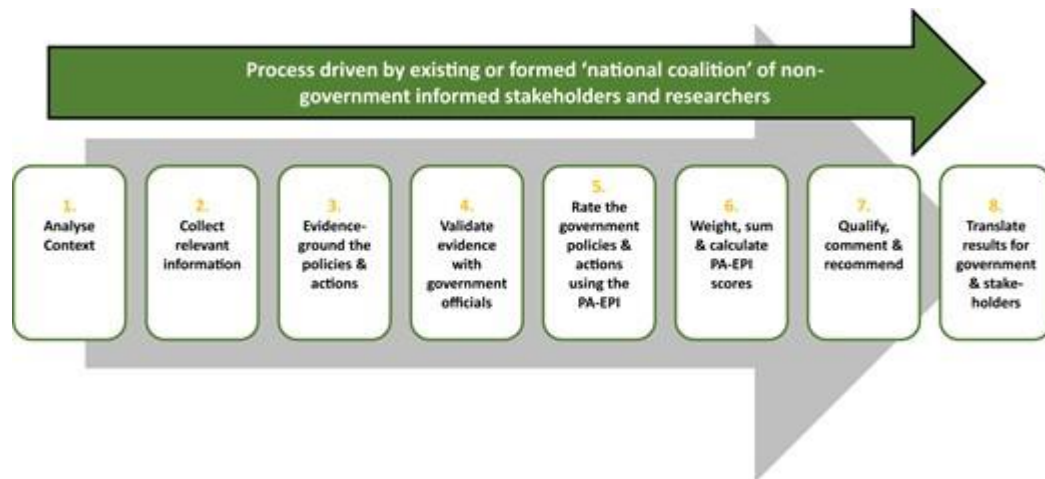 Process driven by existing or formed ‘national coalition’ of non-
government informed stakeholders and researchers
1.
Analyse
Context
2.
Collect
relevant
information
3.
Evidence-
ground the
policies &
actions
4.
Validate
evidence
with
government
officials
5.
Rate the
government
policies &
actions
using the
PA-EPI
6.
Weight, sum
& calculate
PA-EPI
scores
7.
Qualify,
comment &
recommend
8.
Translate
results for
government
& stake-
holders